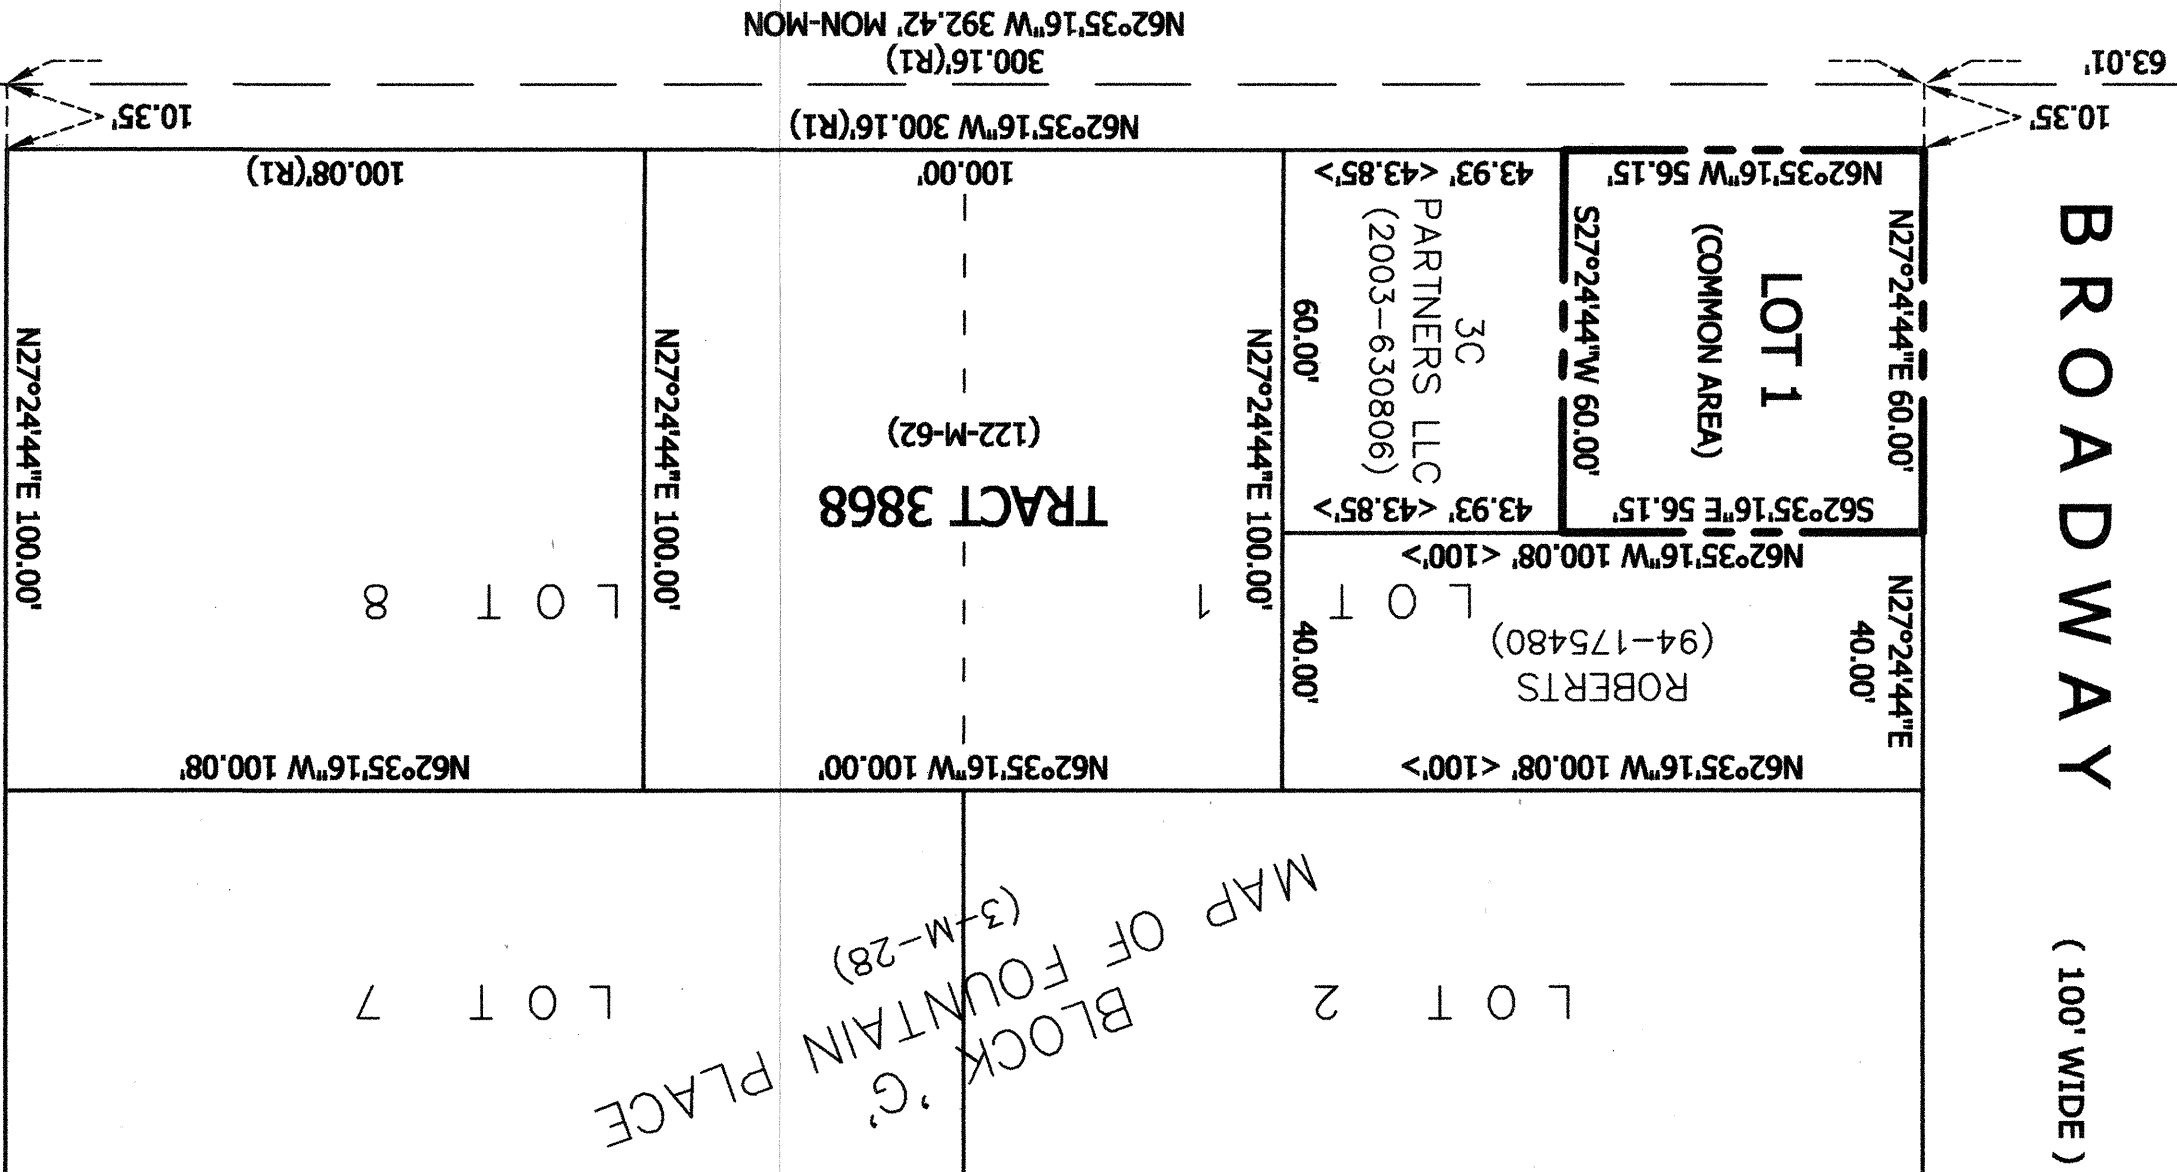 N62°35'16"W 392.42' MON-MON
300.16'(R1)
63.01'
10.35'
10.35'
N62°35'16"W 300.16'(R1)
100.08'(R1)
100.00'
43.93' <43.85'>
N62°35'16"W 56.15'
N27°24'44"E 60.00'
S27°24'44"W 60.00'
LOT 1
(COMMON AREA)
S62°35'16"E 56.15'
3C
PARTNERS LLC
(2003-630806)
60.00'
43.93' <43.85'>
N62°35'16"W 100.08' <100>
N27°24'44"E 100.00'
N27°24'44"E 100.00'
N27°24'44"E 100.00'
(122-M-62)
TRACT 3868
LOT 8
LOT 1
ROBERTS
(94-175480)
40.00'
N27°24'44"E
40.00'
N62°35'16"W 100.08'
N62°35'16"W 100.00'
N62°35'16"W 100.08' <100'>
BROADWAY
( 100' WIDE )
BLOCK 'G'
MAP OF FOUNTAIN PLACE
(3-M-28)
LOT 7
LOT 2